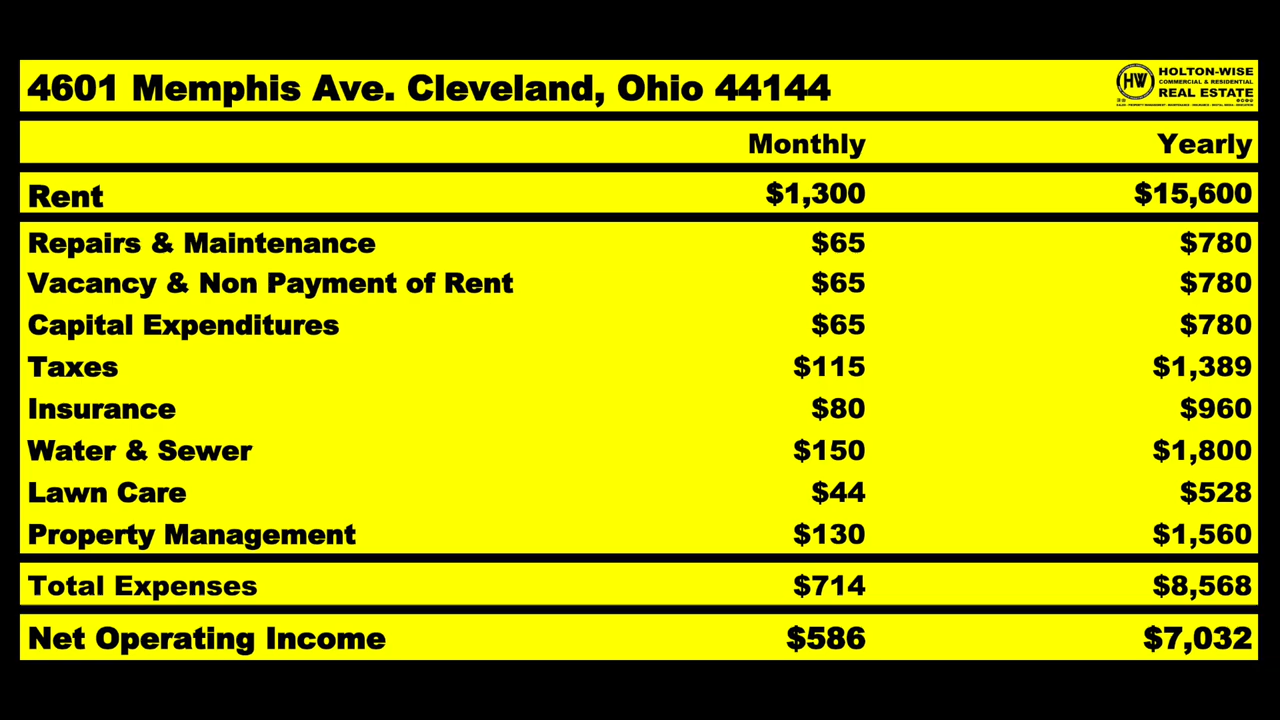 4601 Memphis Ave. Cleveland, Ohio 44144
HW HOLTON-WISE
COMMERCIAL & RESIDENTIAL
REAL ESTATE
Monthly Yearly
Rent $1,300 $15,600
Repairs & Maintenance $65 $780
Vacancy & Non Payment of Rent $65 $780
Capital Expenditures $65 $780
Taxes $115 $1,389
Insurance $80 $960
Water & Sewer $150 $1,800
Lawn Care $44 $528
Property Management $130 $1,560
Total Expenses $714 $8,568
Net Operating Income $586 $7,032